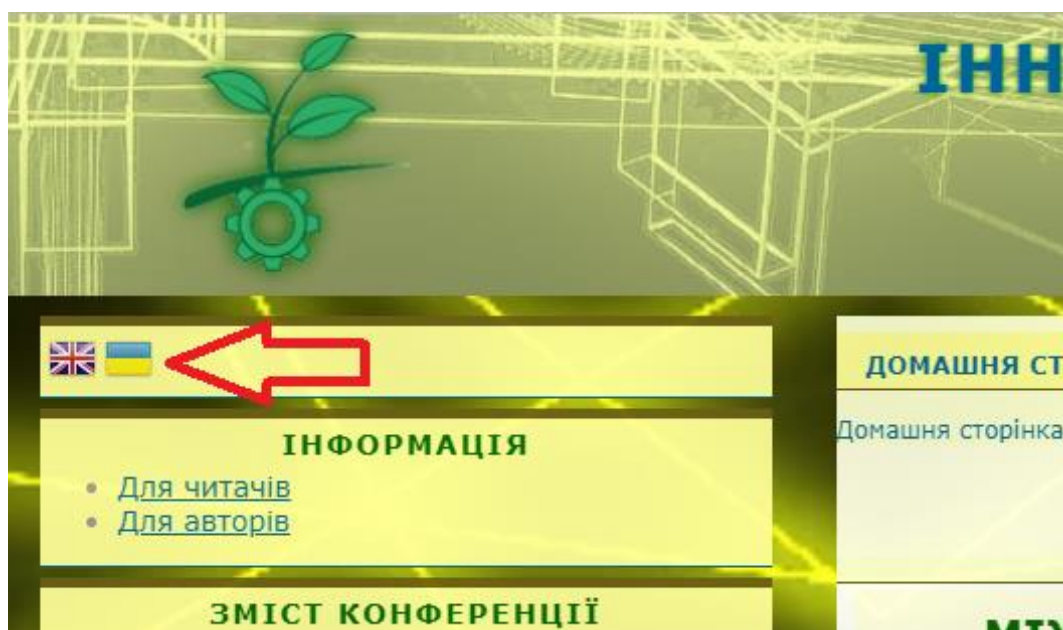 ІНН
ДОМАШНЯ СТ
Домашня сторінка
ІНФОРМАЦІЯ
Для читачів
Для авторів
ЗМІСТ КОНФЕРЕНЦІЇ